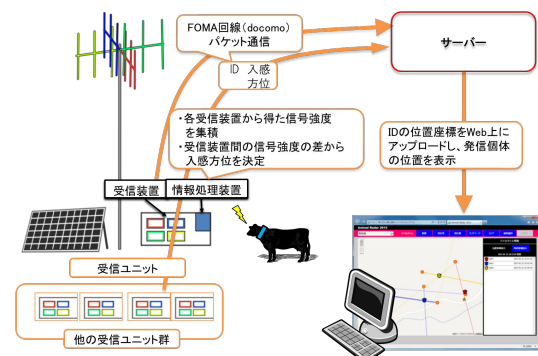 FOMA回線（docomo）
パケット通信
ID　入感
方位
サーバー
・各受信装置から得た信号強度
を集積
・受信装置間の信号強度の差から
入感方位を決定
IDの位置座標をWeb上に
アップロードし、発信個体
の位置を表示
受信装置
情報処理装置
受信ユニット
他の受信ユニット群
Animal Radar 2013